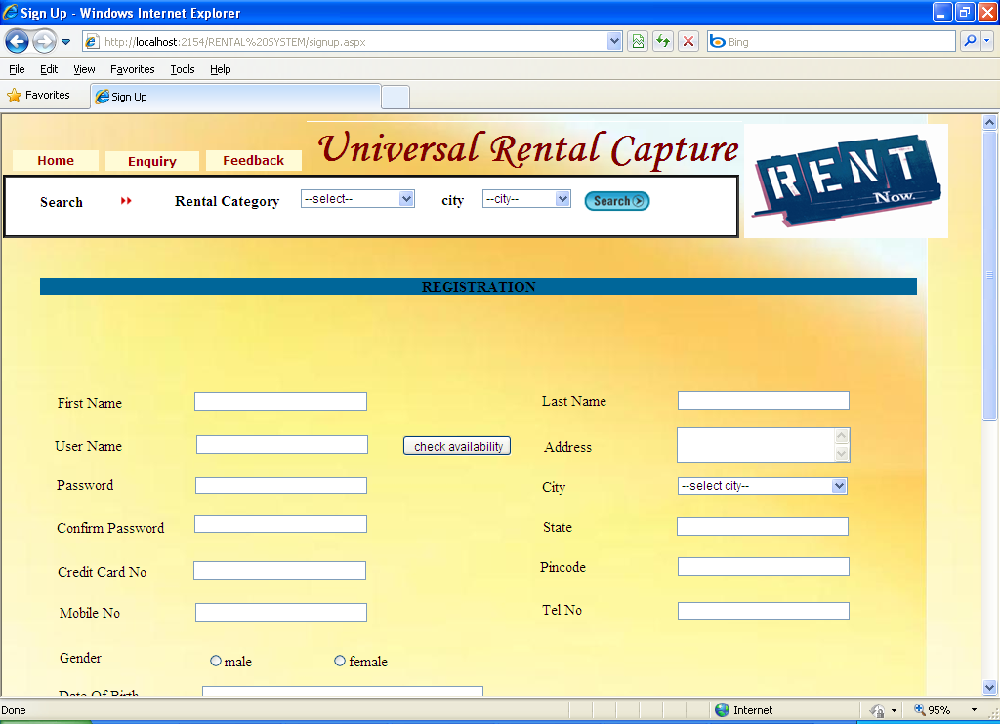 Sign Up - Windows Internet Explorer
http://localhost:2154/RENTAL%20SYSTEM/signup.aspx
Bing
File Edit View Favorites Tools Help
Favorites
Sign Up
Universal Rental Capture
RENT
Now.
Home Enquiry Feedback
Search Rental Category --select-- city --city-- Search
REGISTRATION
First Name
Last Name
User Name
check availability
Address
Password
City
--select city--
Confirm Password
State
Credit Card No
Pincode
Mobile No
Tel No
Gender
male
female
Date Of Birth
Done
Internet
95%